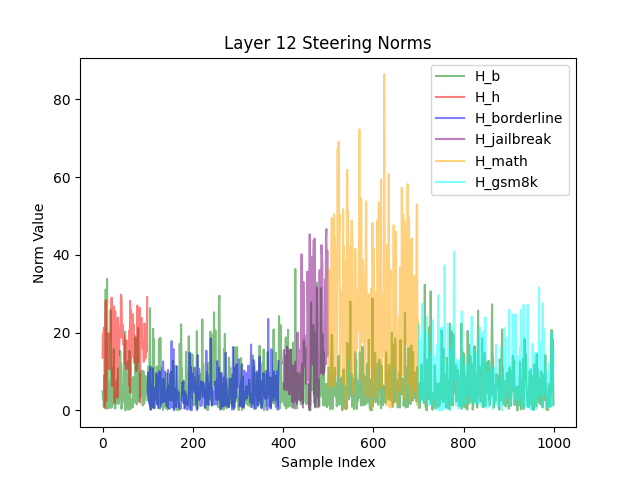 Layer 12 Steering Norms
H_b
H_h
H_borderline
H_jailbreak
H_math
H_gsm8k
Norm Value
80
60
40
20
0
0 200 400 600 800 1000
Sample Index